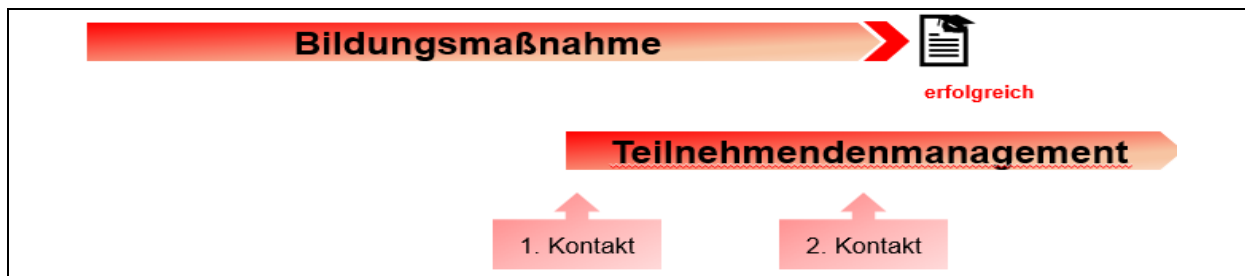 Bildungsmaßnahme
erfolgreich
Teilnehmendenmanagement
1. Kontakt
2. Kontakt